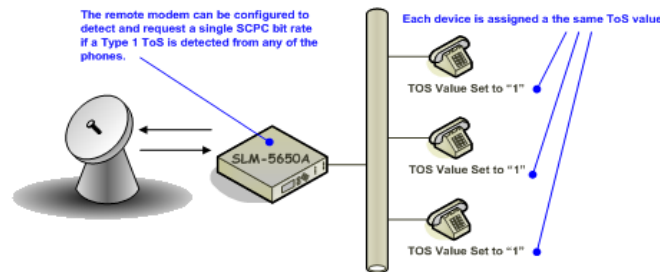 The remote modem can be configured to
detect and request a single SCPC bit rate
if a Type 1 ToS is detected from any of the
phones.
Each device is assigned a the same ToS value
TOS Value Set to “1”
SLM-5650A
TOS Value Set to “1”
TOS Value Set to “1”